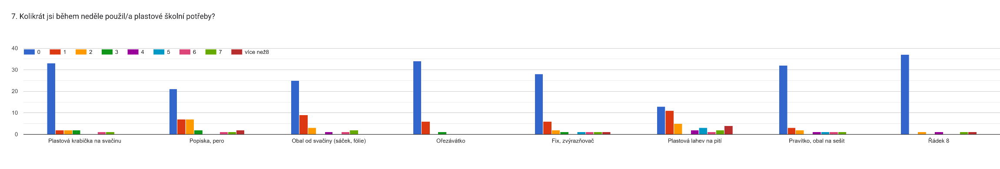 7. Kolikrát jsi během neděle použil/a plastové školní potřeby?
40
0 1 2 3 4 5 6 7 více než8
30
20
10
0
Plastová krabička na svačinu Popiska, pero Obal od svačiny (sáček, fólie) Ořezávátko Fix, zvýrazňovač Plastová lahev na pití Pravítko, obal na sešit Řádek 8